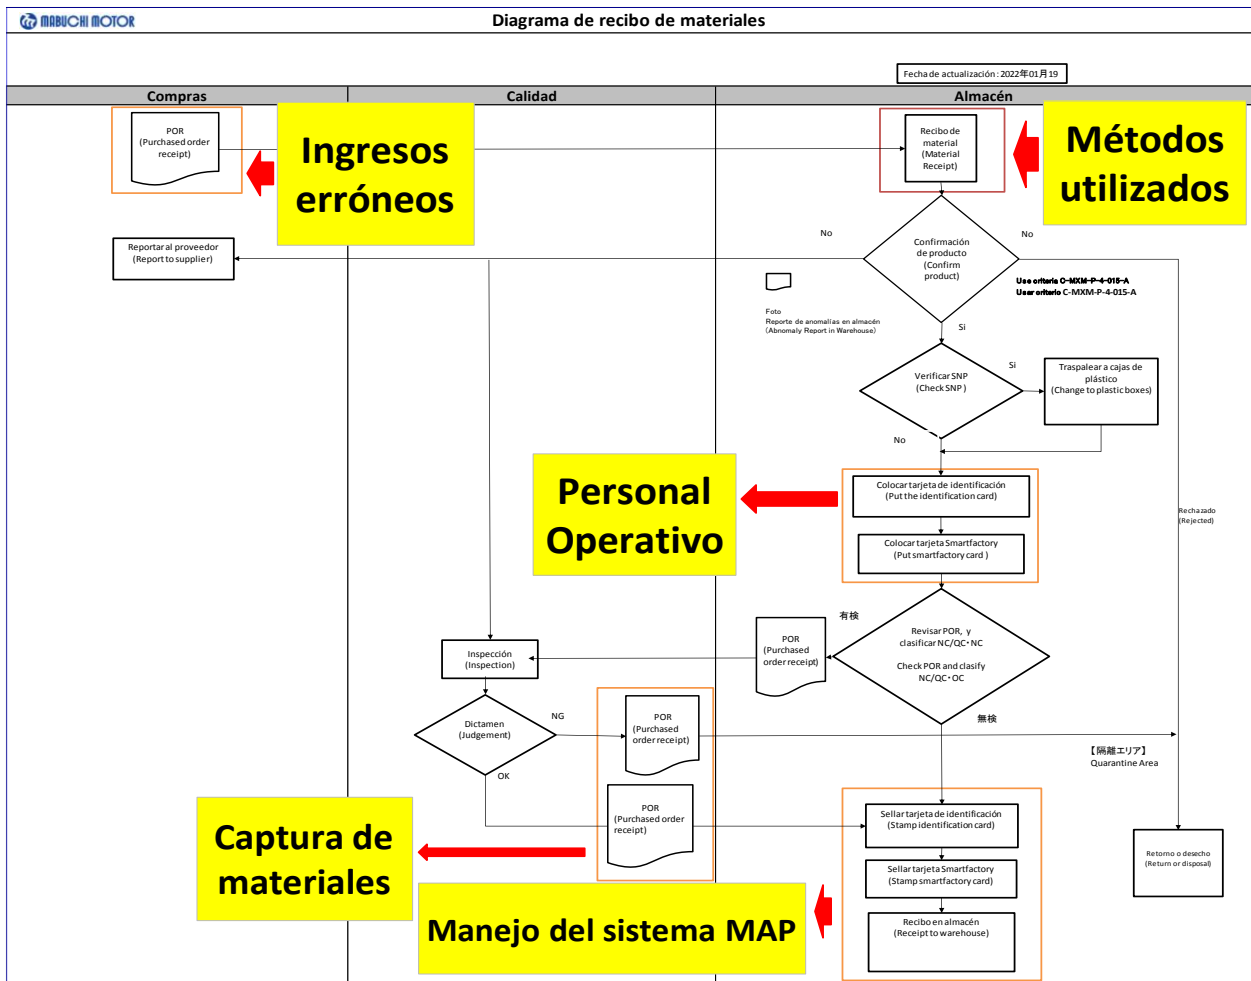 MABUCHI MOTOR
Diagrama de recibo de materiales
Fecha de actualización : 2022年01月19
Compras
Calidad
Almacén
POR
(Purchased order
receipt)
Ingresos
erróneos
Recibo de
material
(Material
Receipt)
Métodos
utilizados
Reportar al proveedor
(Report to supplier)
No
Confirmación
de producto
(Confirm
product)
No
Use criteria C-MXM-P-4-015-A
Usar criterio C-MXM-P-4-015-A
Foto
Reporte de anomalías en almacén
(Abnomaly Report in Warehouse)
Si
Verificar SNP
(Check SNP )
Si
Traspalear a cajas de
plástico
(Change to plastic boxes)
No
Personal
Operativo
Colocar tarjeta de identificación
(Put the identification card)
Colocar tarjeta Smartfactory
(Put smartfactory card )
Rechazado
(Rejected)
有検
POR
(Purchased
order receipt)
Revisar POR, y
clasificar NC/QC・NC
Check POR and clasify
NC/QC・OC
無検
Inspección
(Inspection)
Dictamen
(Judgement)
NG
OK
POR
(Purchased
order receipt)
【隔離エリア】
Quarantine Area
POR
(Purchased order
receipt)
Captura de
materiales
Sellar tarjeta de identificación
(Stamp identification card)
Sellar tarjeta Smartfactory
(Stamp smartfactory card)
Recibo en almacén
(Receipt to warehouse)
Retorno o desecho
(Return or disposal)
Manejo del sistema MAP